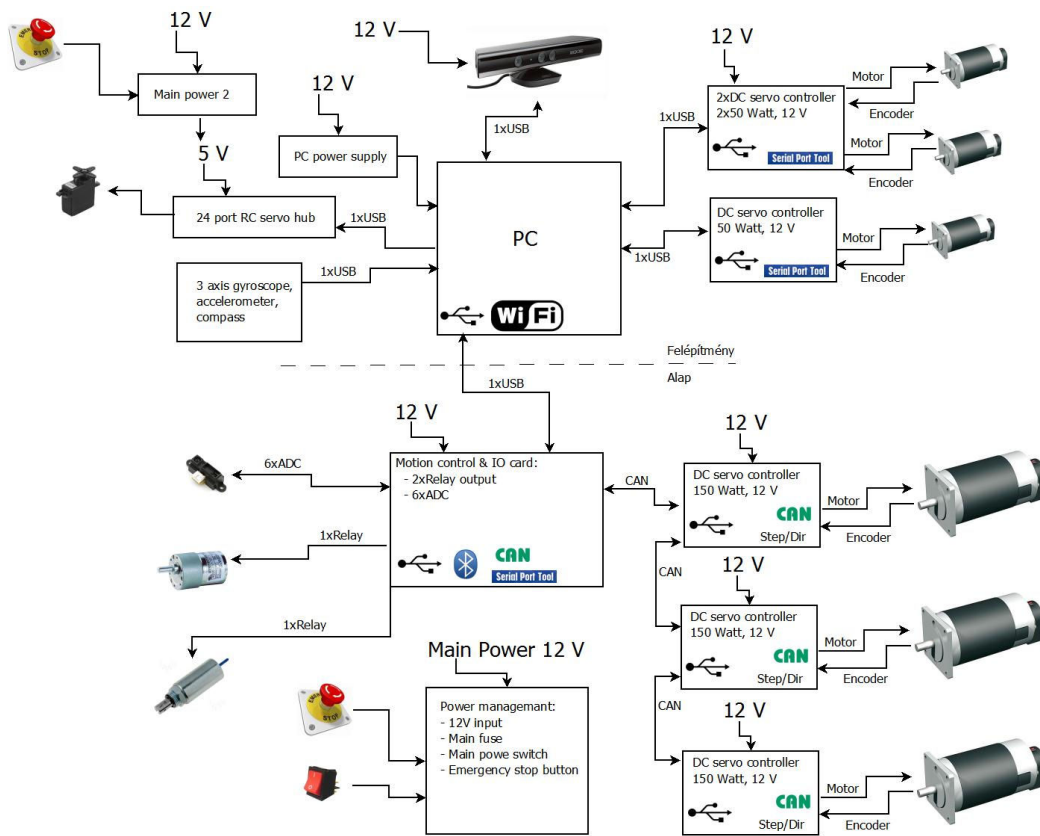 12 V
12 V
12 V
12 V
EMERGENCY
STOP
Main power 2
5 V
PC power supply
1xUSB
24 port RC servo hub
1xUSB
3 axis gyroscope,
accelerometer,
compass
1xUSB
PC
WiFi
1xUSB
1xUSB
2xDC servo controller
2x50 Watt, 12 V
Serial Port Tool
Motor
Encoder
Motor
Encoder
DC servo controller
50 Watt, 12 V
Serial Port Tool
Motor
Encoder
Felépítmény
Alap
1xUSB
12 V
6xADC
Motion control & IO card:
- 2xRelay output
- 6xADC
CAN
Serial Port Tool
1xRelay
1xRelay
CAN
12 V
DC servo controller
150 Watt, 12 V
CAN
Step/Dir
Motor
Encoder
CAN
12 V
DC servo controller
150 Watt, 12 V
CAN
Step/Dir
Motor
Encoder
CAN
12 V
DC servo controller
150 Watt, 12 V
CAN
Step/Dir
Motor
Encoder
Main Power 12 V
STOP
Power managemant:
- 12V input
- Main fuse
- Main powe switch
- Emergency stop button